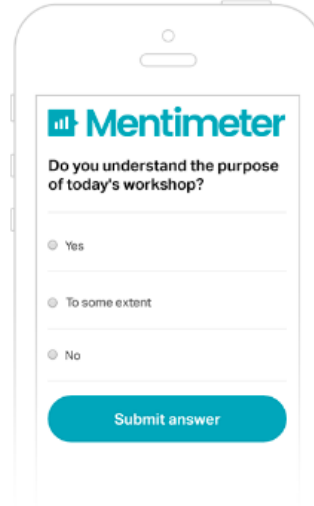 Mentimeter
Do you understand the purpose
of today's workshop?
Yes
To some extent
No
Submit answer